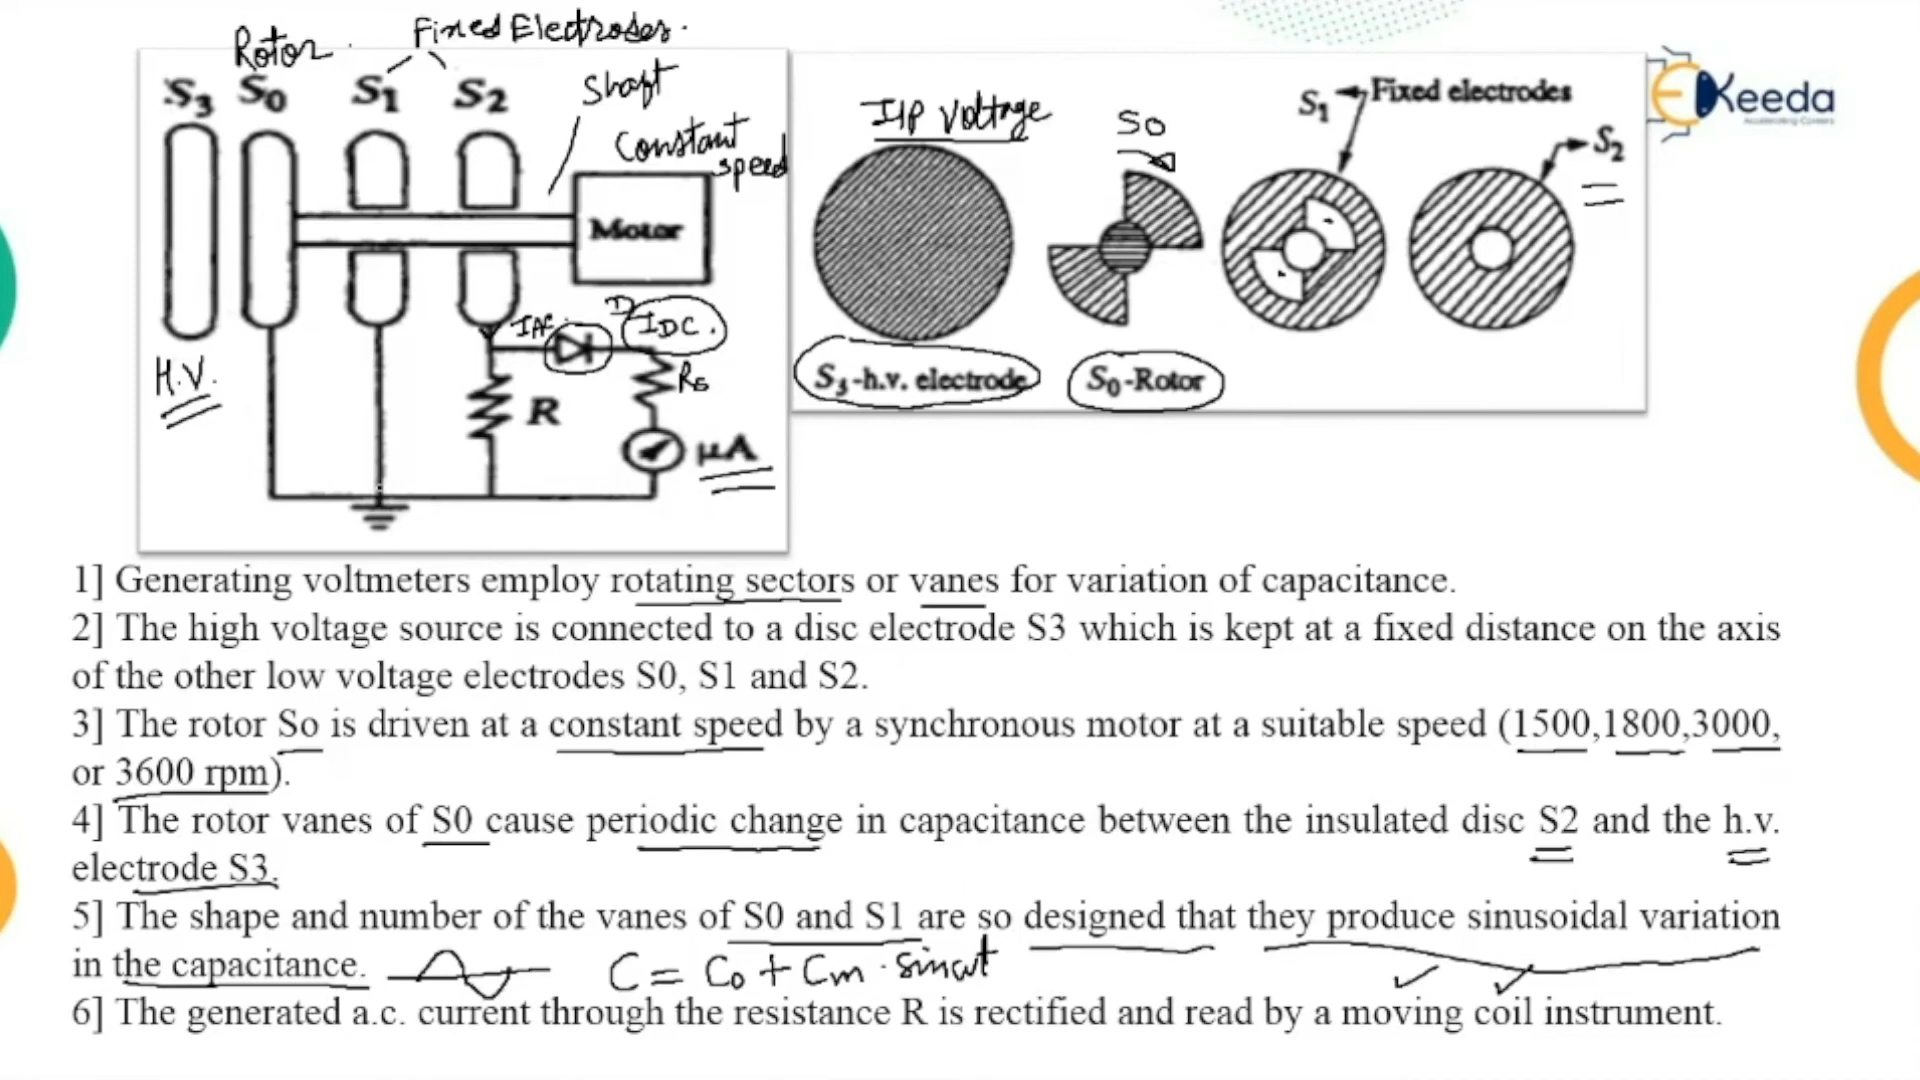 Rotor
Fixed Electrodes.
S3 S0 S1 S2
Shaft
Constant
speed
Motor
IAC
D
IDC.
H.V.
R
RS
μA
I/P Voltage
S0
S1
Fixed electrodes
S2
S3-h.v. electrode
S0-Rotor
EKeeda
1] Generating voltmeters employ rotating sectors or vanes for variation of capacitance.
2] The high voltage source is connected to a disc electrode S3 which is kept at a fixed distance on the axis
of the other low voltage electrodes S0, S1 and S2.
3] The rotor So is driven at a constant speed by a synchronous motor at a suitable speed (1500,1800,3000,
or 3600 rpm).
4] The rotor vanes of S0 cause periodic change in capacitance between the insulated disc S2 and the h.v.
electrode S3.
5] The shape and number of the vanes of S0 and S1 are so designed that they produce sinusoidal variation
in the capacitance. C = C0 + Cm · sinωt
6] The generated a.c. current through the resistance R is rectified and read by a moving coil instrument.